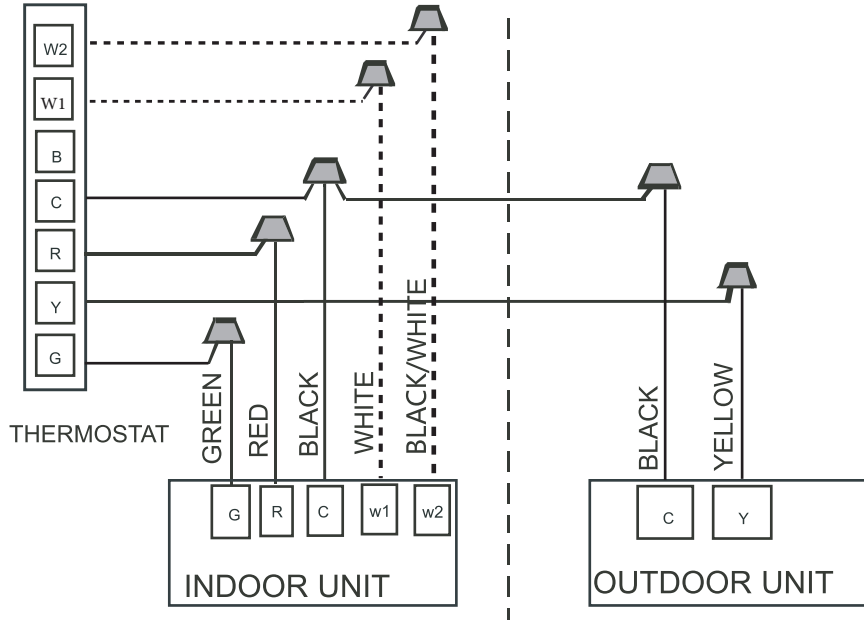 W2
W1
B
C
R
Y
G
THERMOSTAT
GREEN
RED
BLACK
WHITE
BLACK/WHITE
BLACK
YELLOW
G
R
C
w1
w2
C
Y
INDOOR UNIT
OUTDOOR UNIT